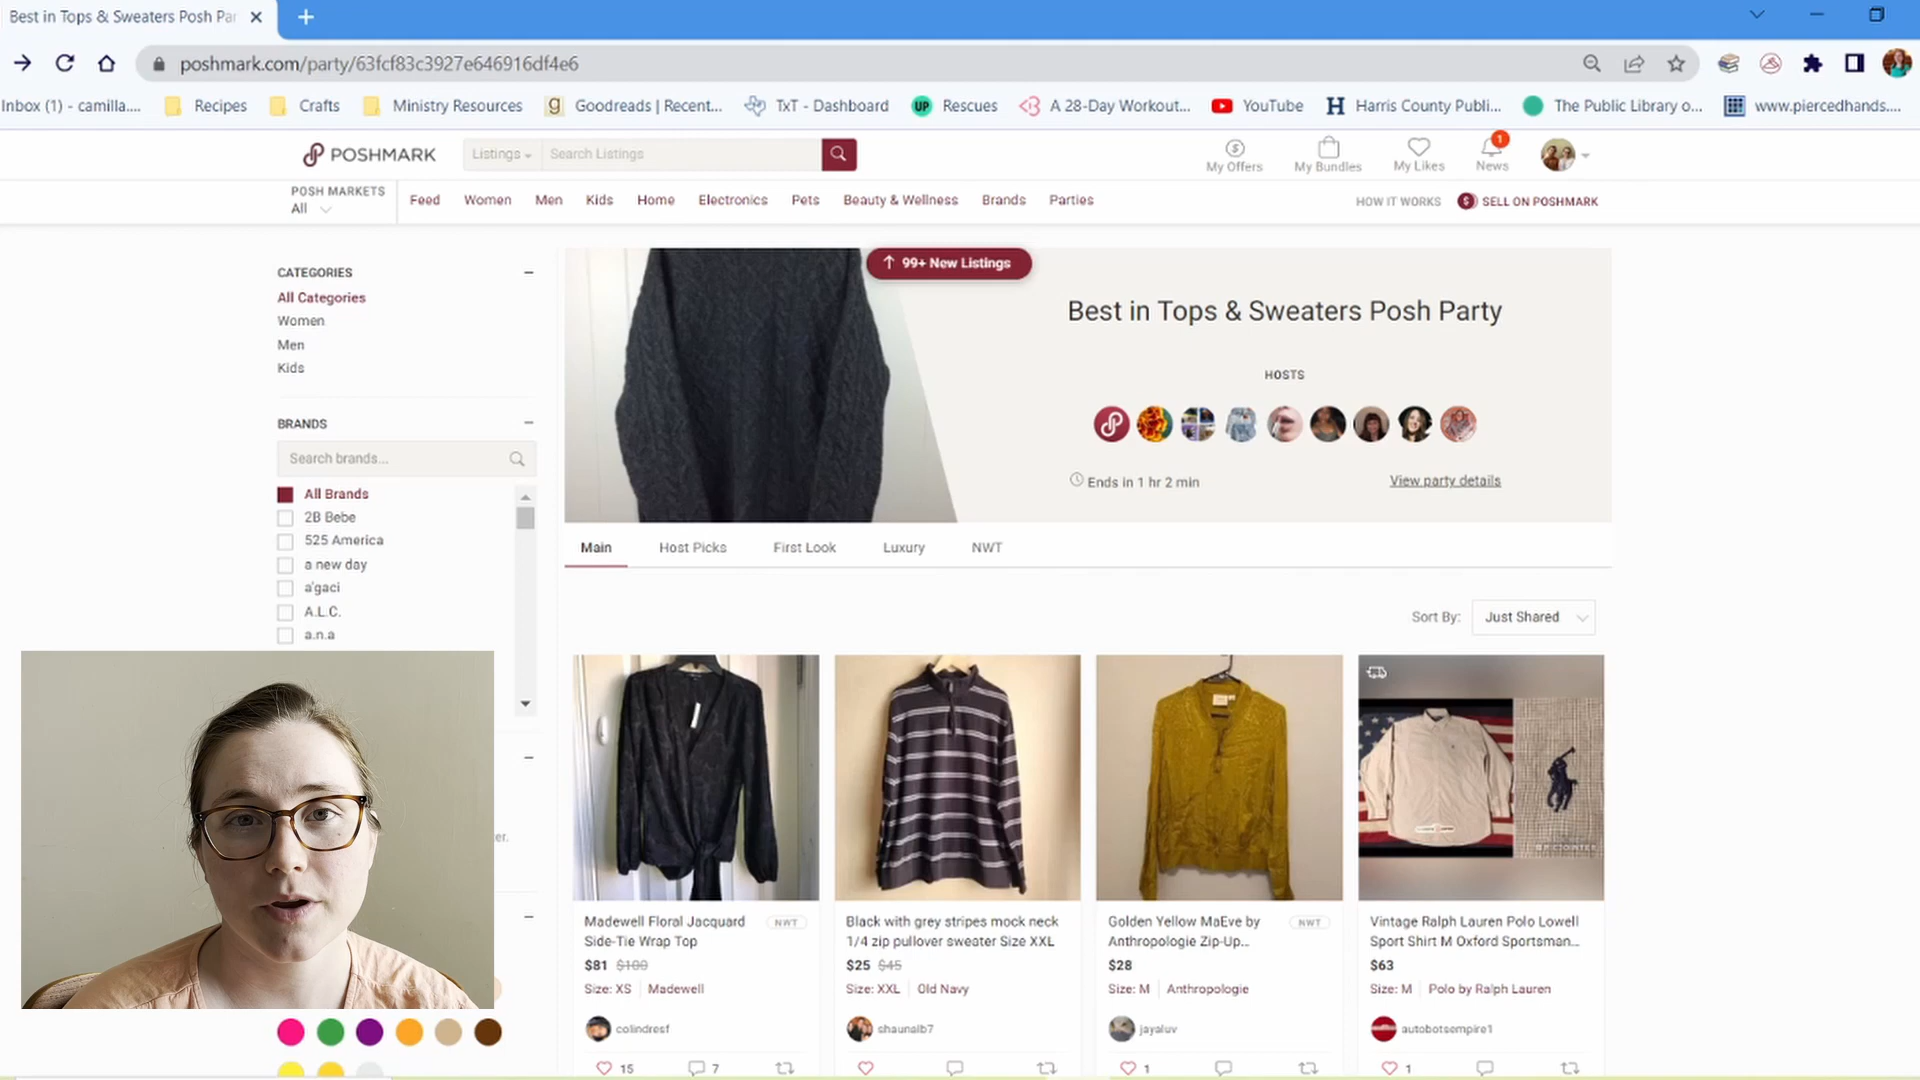 Best in Tops & Sweaters Posh Par
poshmark.com/party/63fcf83c3927e646916df4e6
Inbox (1) - camilla.... Recipes Crafts Ministry Resources Goodreads | Recent... TxT - Dashboard Rescues A 28-Day Workout... YouTube Harris County Publi... The Public Library o... www.piercedhands....
POSHMARK Listings Search Listings My Offers My Bundles My Likes 1 News
POSH MARKETS
All
Feed Women Men Kids Home Electronics Pets Beauty & Wellness Brands Parties HOW IT WORKS SELL ON POSHMARK
CATEGORIES
All Categories
Women
Men
Kids
BRANDS
Search brands...
All Brands
2B Bebe
525 America
a new day
a'gaci
A.L.C.
a.n.a
er.
99+ New Listings
Best in Tops & Sweaters Posh Party
HOSTS
Ends in 1 hr 2 min View party details
Main Host Picks First Look Luxury NWT
Sort By: Just Shared
Madewell Floral Jacquard NWT
Side-Tie Wrap Top
$81 $100
Size: XS Madewell
colindresf
15 7
Black with grey stripes mock neck
1/4 zip pullover sweater Size XXL
$25 $45
Size: XXL Old Navy
shaunalb7
Golden Yellow MaEve by NWT
Anthropologie Zip-Up...
$28
Size: M Anthropologie
jayaluv
1
Vintage Ralph Lauren Polo Lowell
Sport Shirt M Oxford Sportsman...
$63
Size: M Polo by Ralph Lauren
autobotsempire1
1